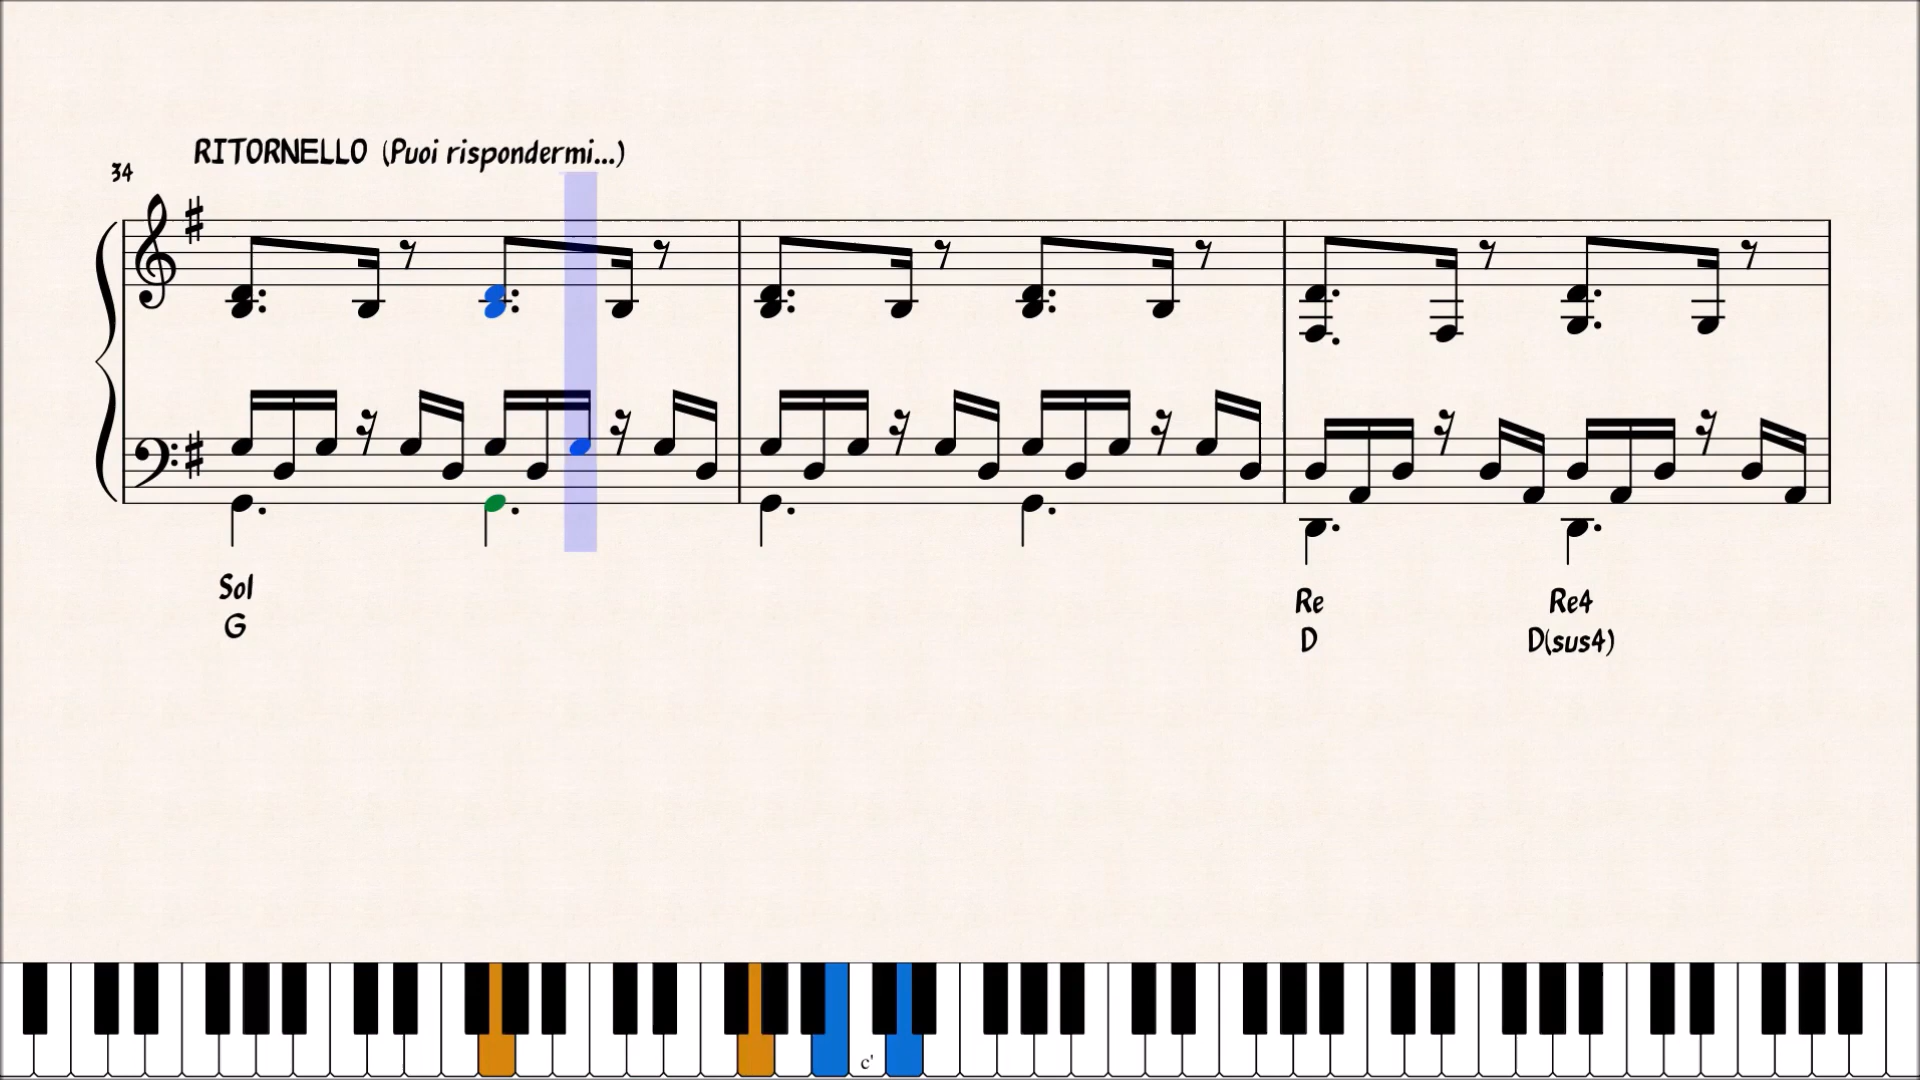 RITORNELLO (Puoi rispondermi...)
34
Sol
G
Re
D
Re4
D(sus4)
c'